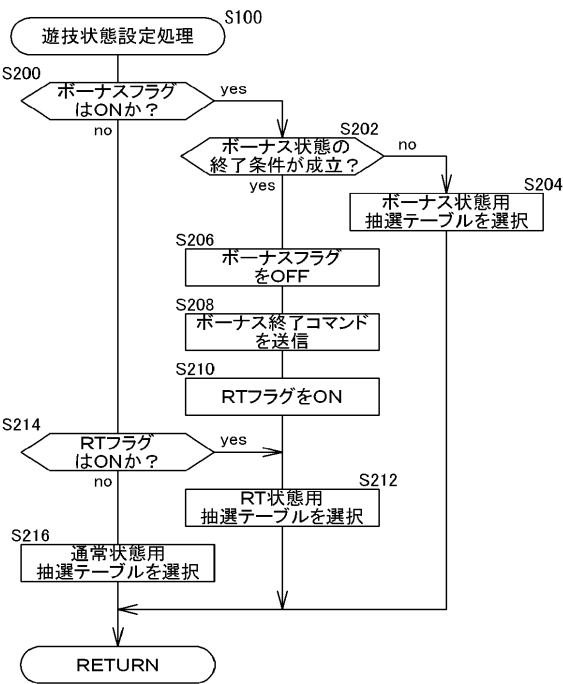 S100
遊技状態設定処理
S200
ボーナスフラグ
はONか？
yes
no
S202
ボーナス状態の
終了条件が成立？
no
yes
S204
ボーナス状態用
抽選テーブルを選択
S206
ボーナスフラグ
をOFF
S208
ボーナス終了コマンド
を送信
S210
RTフラグをON
S214
RTフラグ
はONか？
yes
no
S212
RT状態用
抽選テーブルを選択
S216
通常状態用
抽選テーブルを選択
RETURN